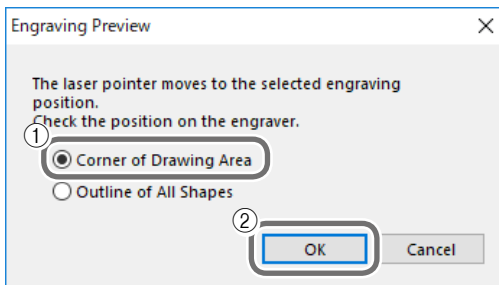 Engraving Preview
The laser pointer moves to the selected engraving
position.
Check the position on the engraver.
①
Corner of Drawing Area
Outline of All Shapes
②
OK Cancel